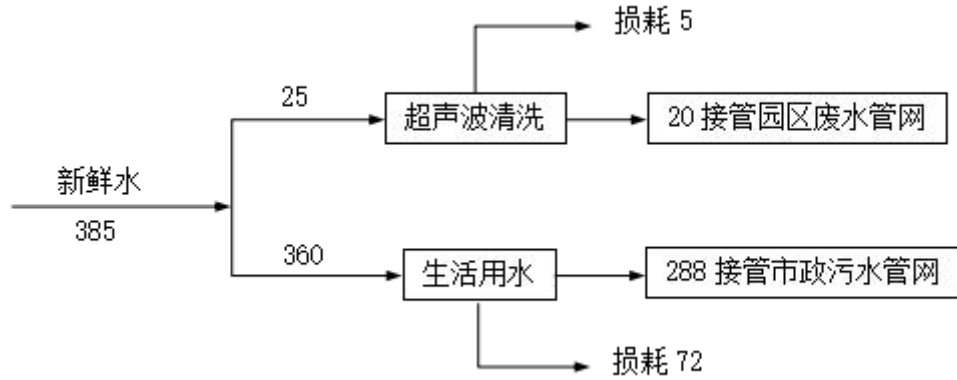 损耗 5
25
超声波清洗
20 接管园区废水管网
新鲜水
385
360
生活用水
288 接管市政污水管网
损耗 72